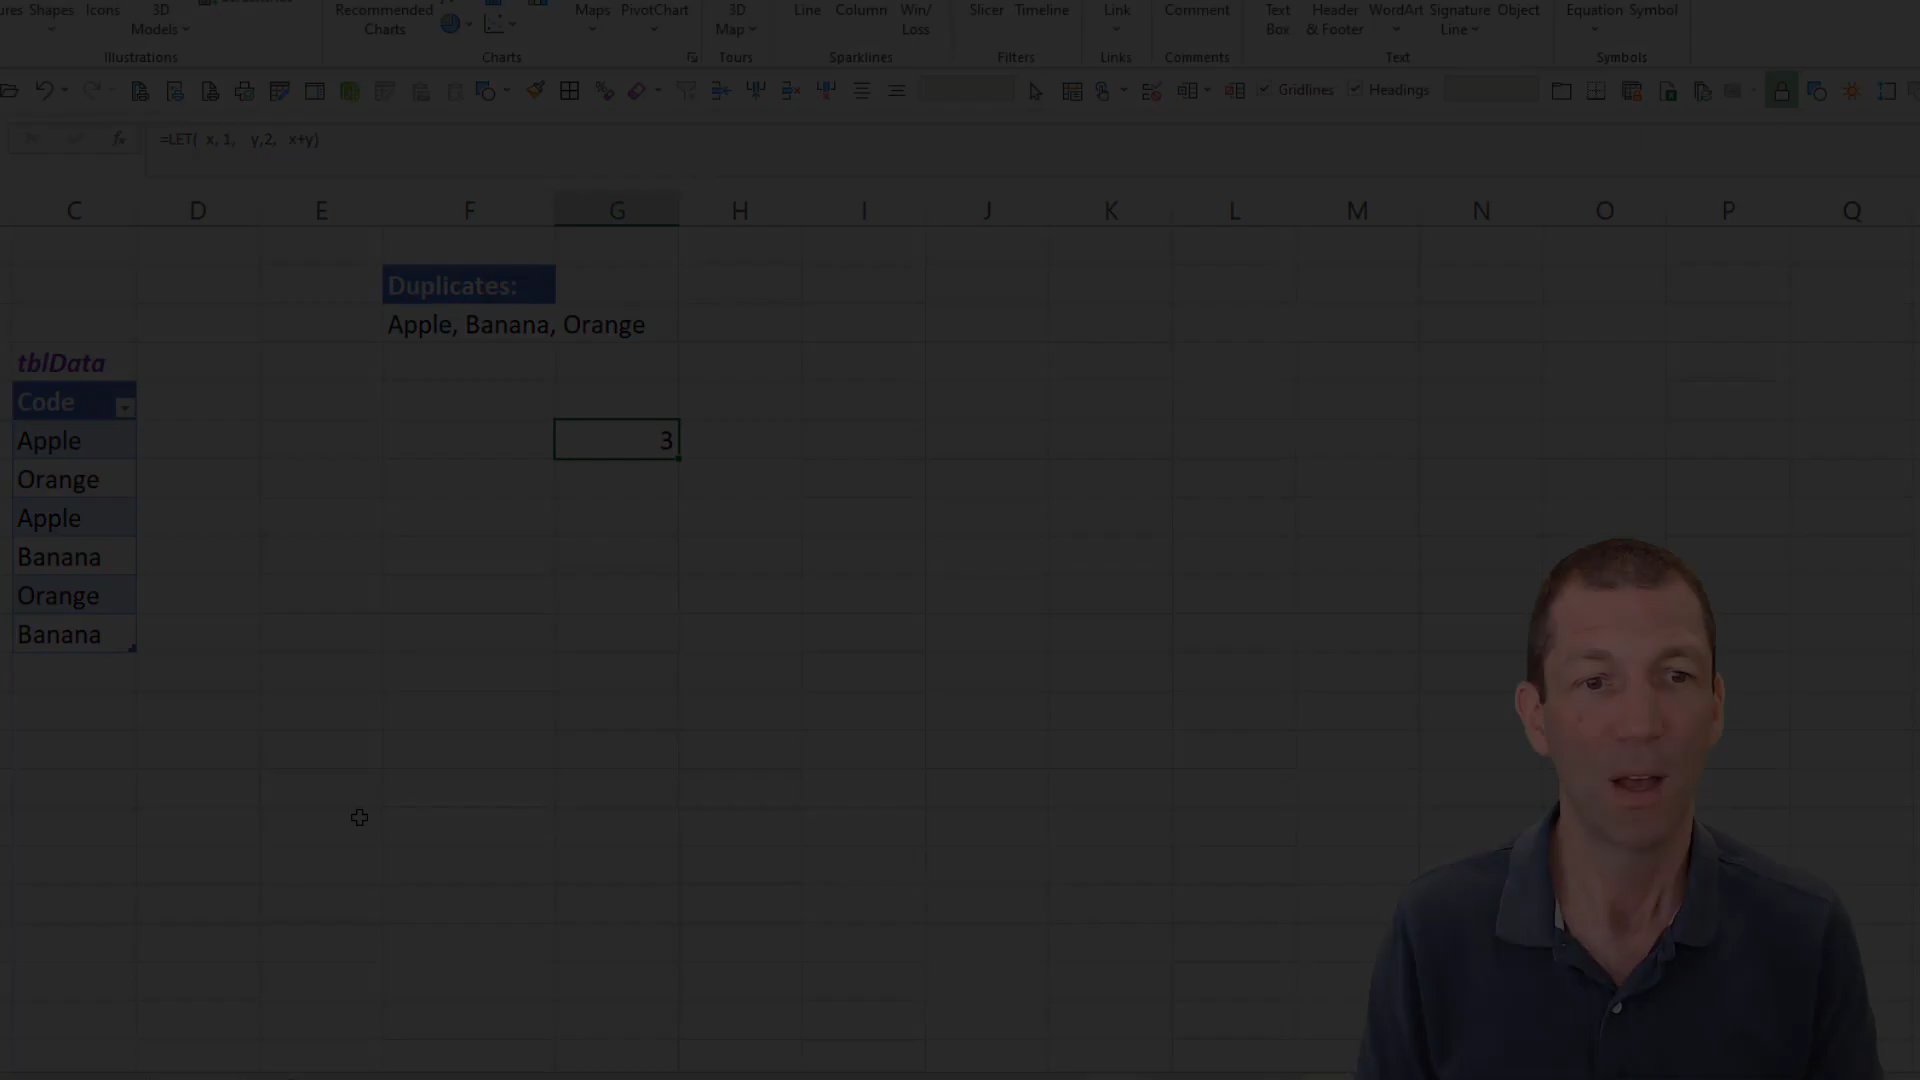 Shapes Icons 3D Models
Recommended Charts
Maps PivotChart 3D Map
Line Column Win/Loss
Slicer Timeline
Link
Comment
Text Box Header & Footer WordArt Signature Line Object
Equation Symbol
Illustrations Charts Tours Sparklines Filters Links Comments Text Symbols
Gridlines Headings
fx =LET( x, 1, y,2, x+y)
C D E F G H I J K L M N O P Q
Duplicates:
Apple, Banana, Orange
tblData
Code
Apple 3
Orange
Apple
Banana
Orange
Banana